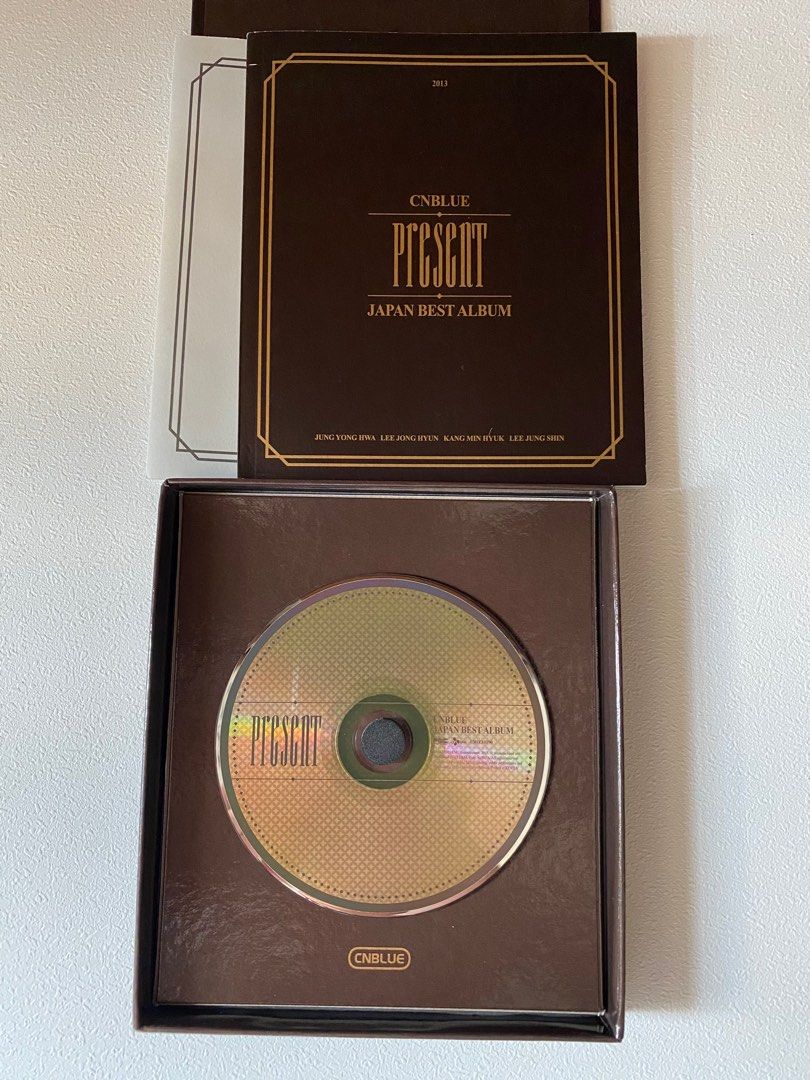 2013
CNBLUE
Present
JAPAN BEST ALBUM
JUNG YONG HWA LEE JONG HYUN KANG MIN HYUK LEE JUNG SHIN
Present
CNBLUE
JAPAN BEST ALBUM
CNBLUE